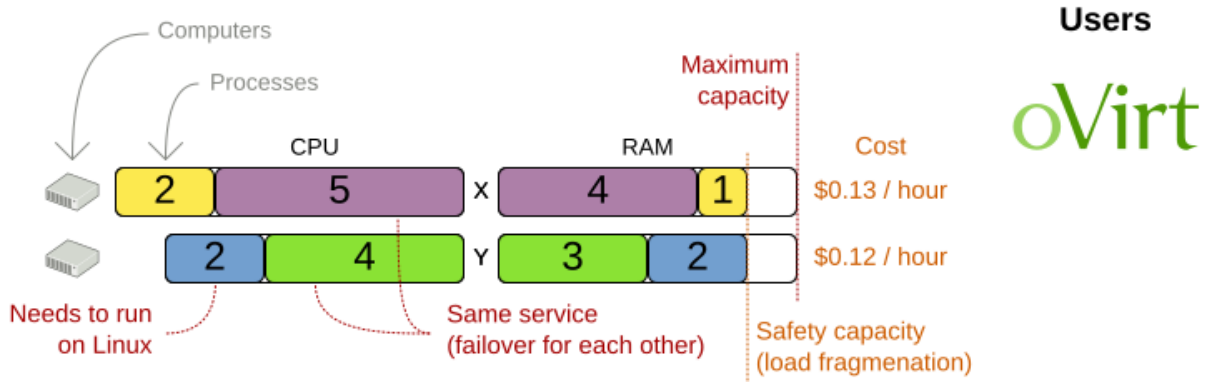 Users
Computers
Processes
Maximum
capacity
oVirt
CPU
RAM
Cost
2 5 X 4 1 $0.13 / hour
2 4 Y 3 2 $0.12 / hour
Needs to run
on Linux
Same service
(failover for each other)
Safety capacity
(load fragmenation)